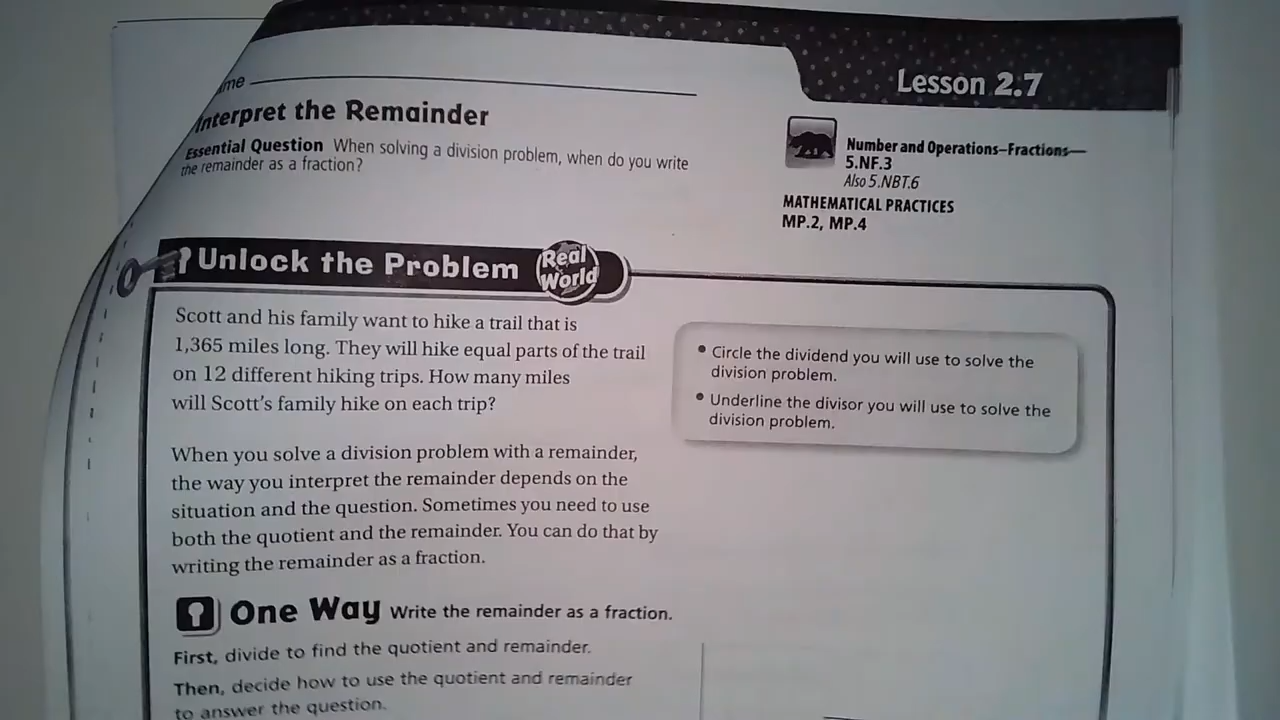 Lesson 2.7
me
Interpret the Remainder
Essential Question When solving a division problem, when do you write
the remainder as a fraction?
Number and Operations–Fractions—
5.NF.3
Also 5.NBT.6
MATHEMATICAL PRACTICES
MP.2, MP.4
Unlock the Problem
Real
World
Scott and his family want to hike a trail that is
1,365 miles long. They will hike equal parts of the trail
on 12 different hiking trips. How many miles
will Scott's family hike on each trip?
• Circle the dividend you will use to solve the
division problem.
• Underline the divisor you will use to solve the
division problem.
When you solve a division problem with a remainder,
the way you interpret the remainder depends on the
situation and the question. Sometimes you need to use
both the quotient and the remainder. You can do that by
writing the remainder as a fraction.
One Way Write the remainder as a fraction.
First, divide to find the quotient and remainder.
Then, decide how to use the quotient and remainder
to answer the question.